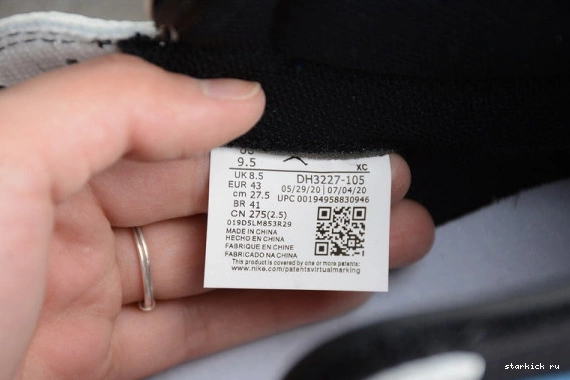 US
9.5
XC
UK 8.5
DH3227-105
EUR 43
05/29/20 | 07/04/20
cm 27.5
UPC 00194958830946
BR 41
CN 275(2.5)
019D5LM853R29
MADE IN CHINA
HECHO EN CHINA
FABRIQUE EN CHINE
FABRICADO NA CHINA
This product is covered by one or more patents:
www.nike.com/patentsvirtualmarking
starkick ru